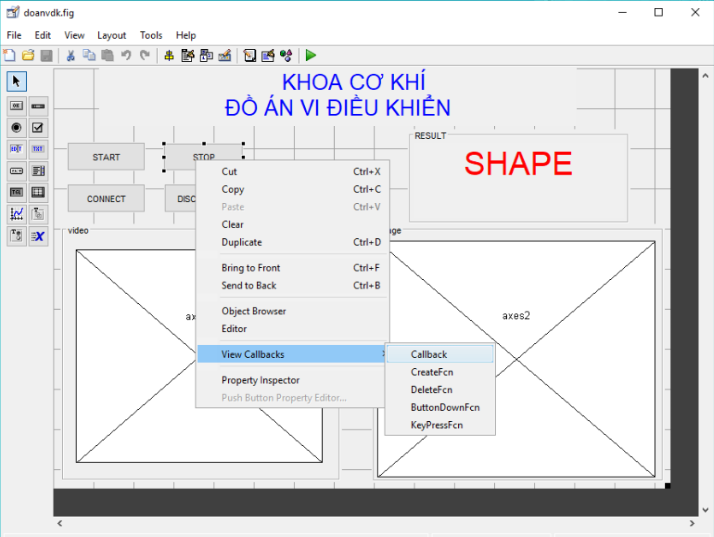 doanvdk.fig
File Edit View Layout Tools Help
KHOA CƠ KHÍ
ĐỒ ÁN VI ĐIỀU KHIỂN
RESULT
START
STOP
SHAPE
CONNECT
DISC
Cut Ctrl+X
Copy Ctrl+C
Paste Ctrl+V
Clear
Duplicate Ctrl+D
Bring to Front Ctrl+F
Send to Back Ctrl+B
Object Browser
Editor
View Callbacks
Property Inspector
Push Button Property Editor...
Callback
CreateFcn
DeleteFcn
ButtonDownFcn
KeyPressFcn
video
age
ax
axes2